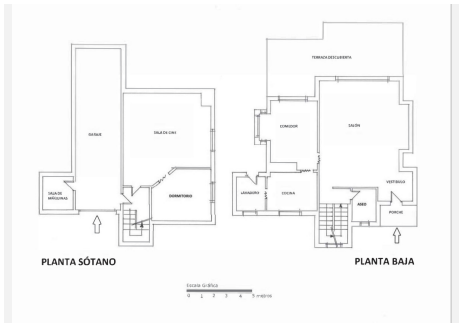 TERRAZA DESCUBIERTA
GARAJE
SALA DE CINE
COMEDOR
SALÓN
SALA DE
MÁQUINAS
DORMITORIO
LAVADERO
COCINA
VESTÍBULO
ASEO
PORCHE
PLANTA SÓTANO
PLANTA BAJA
Escala Gráfica
0 1 2 3 4 5 metros